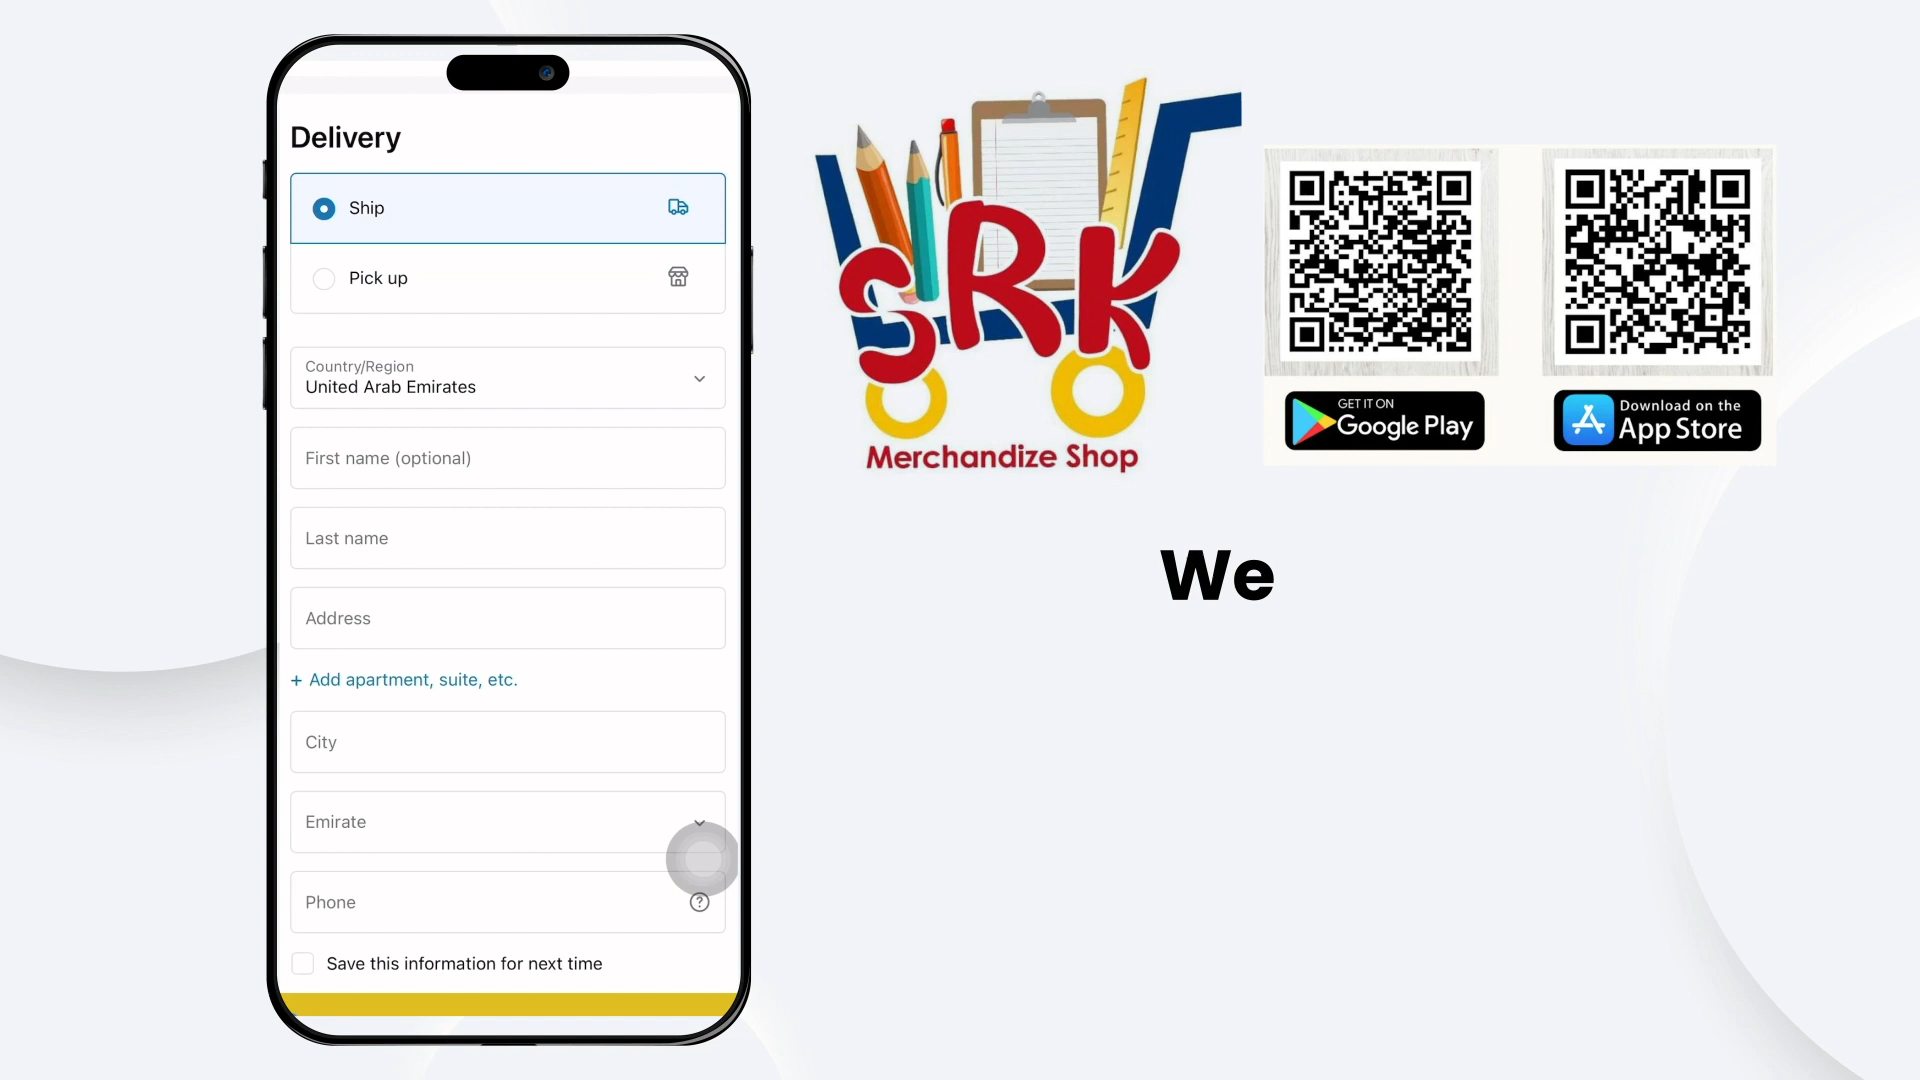 Delivery
Ship
Pick up
Country/Region
United Arab Emirates
First name (optional)
Last name
Address
+ Add apartment, suite, etc.
City
Emirate
Phone
Save this information for next time
SRK
Merchandize Shop
GET IT ON
Google Play
Download on the
App Store
We